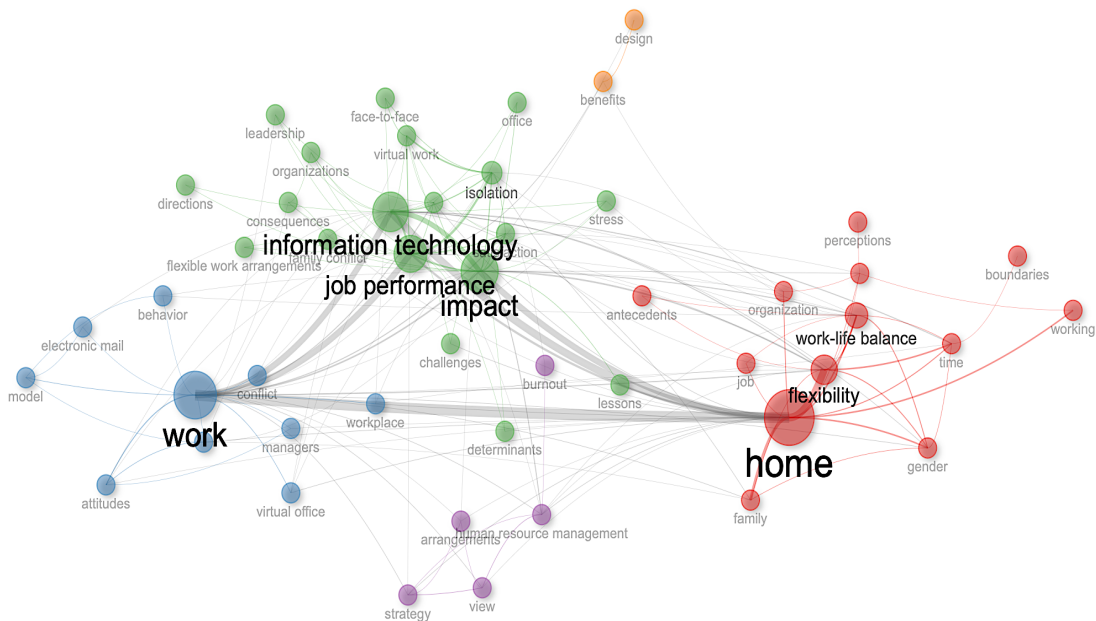 design
benefits
face-to-face
office
leadership
virtual work
organizations
isolation
directions
consequences
stress
perceptions
information technology
family conflict
flexible work arrangements
boundaries
job performance
impact
behavior
antecedents
organization
working
electronic mail
work-life balance
challenges
time
burnout
job
model
conflict
flexibility
lessons
workplace
work
managers
determinants
home
gender
attitudes
virtual office
family
arrangements
human resource management
strategy
view